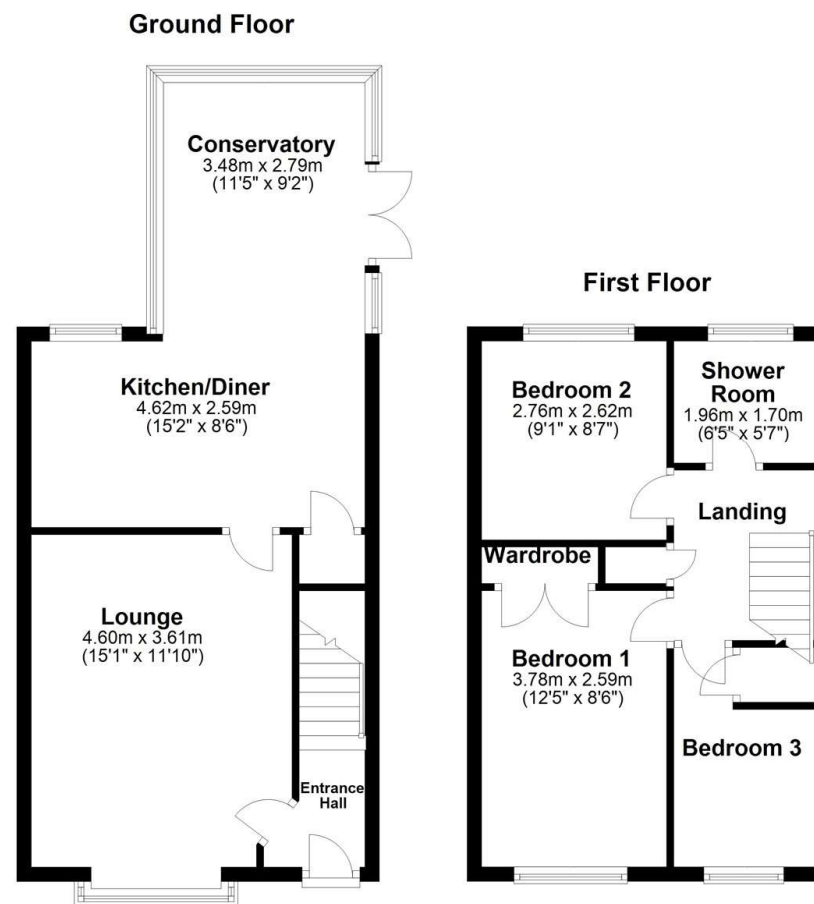 Ground Floor
Conservatory
3.48m x 2.79m
(11'5" x 9'2")
Kitchen/Diner
4.62m x 2.59m
(15'2" x 8'6")
Lounge
4.60m x 3.61m
(15'1" x 11'10")
Entrance
Hall
First Floor
Bedroom 2
2.76m x 2.62m
(9'1" x 8'7")
Shower
Room
1.96m x 1.70m
(6'5" x 5'7")
Landing
Wardrobe
Bedroom 1
3.78m x 2.59m
(12'5" x 8'6")
Bedroom 3